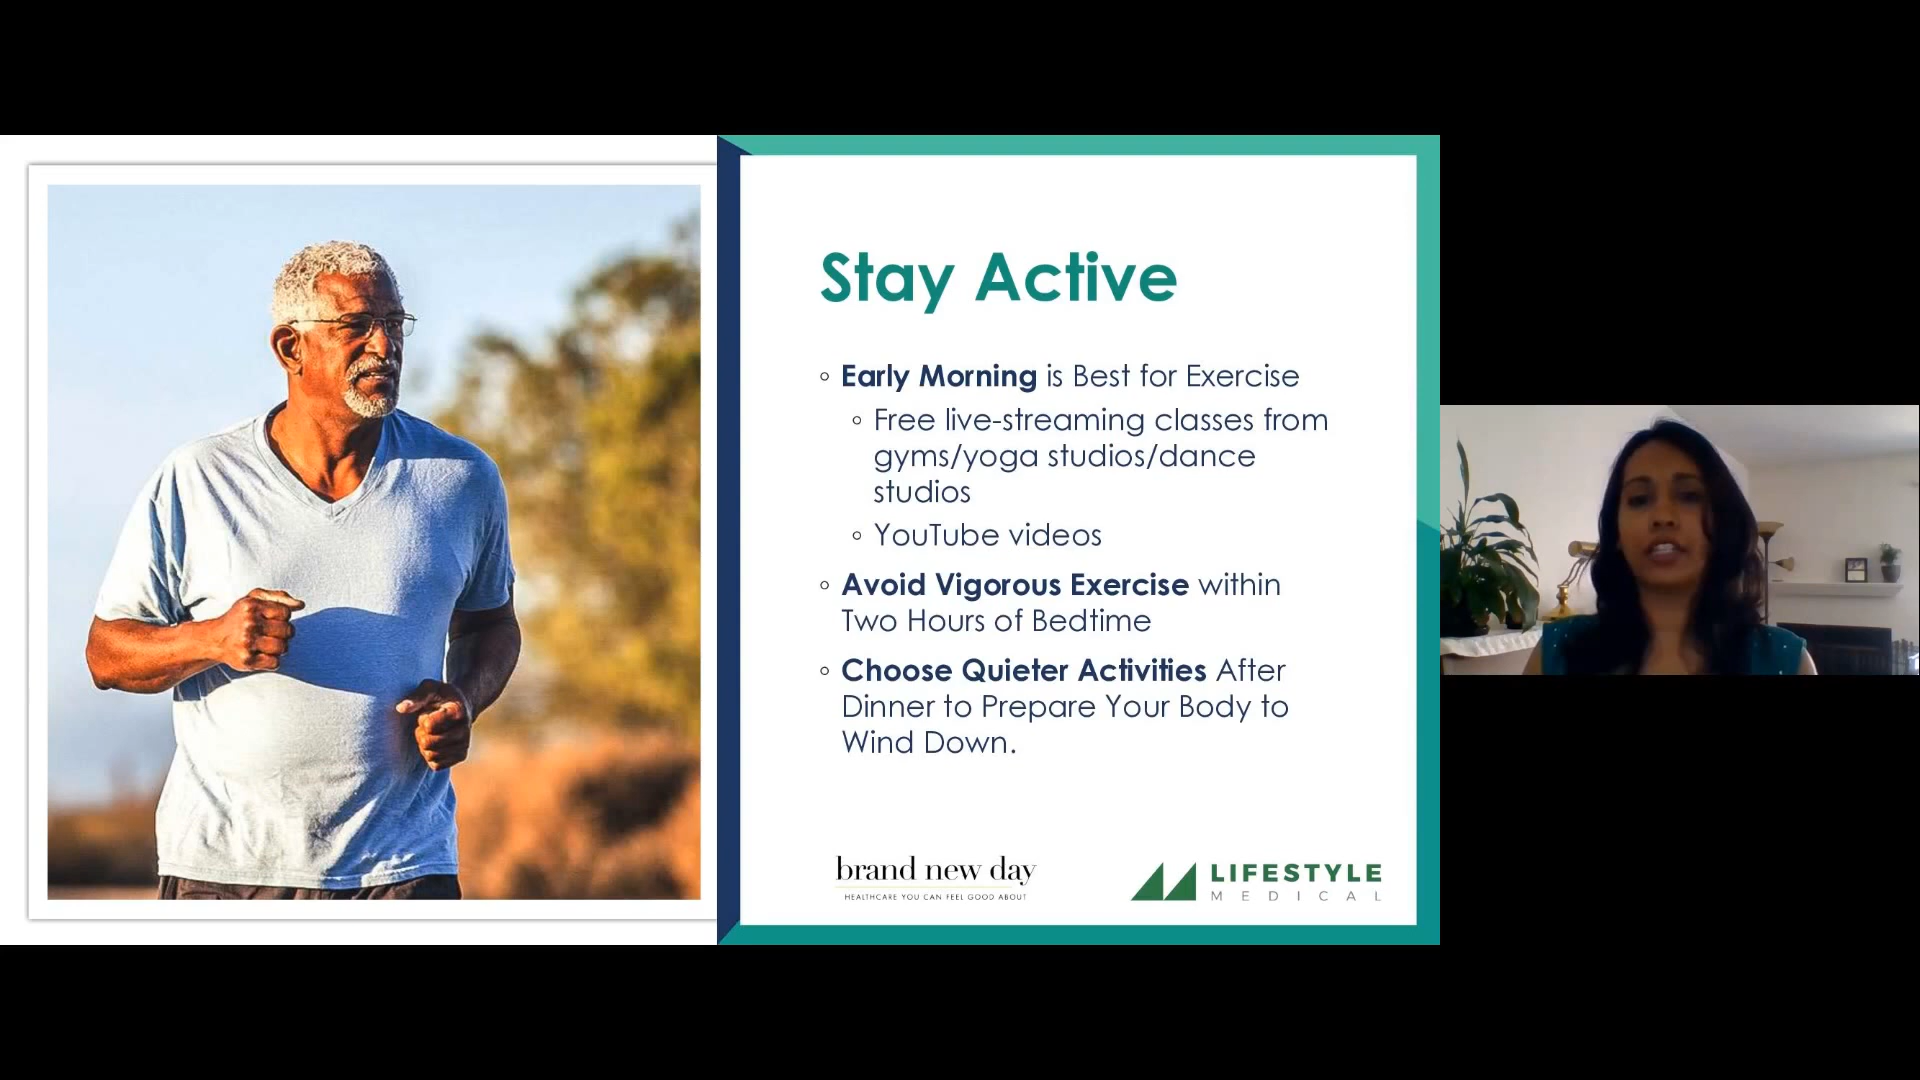 Stay Active
◦ Early Morning is Best for Exercise
◦ Free live-streaming classes from
gyms/yoga studios/dance
studios
◦ YouTube videos
◦ Avoid Vigorous Exercise within
Two Hours of Bedtime
◦ Choose Quieter Activities After
Dinner to Prepare Your Body to
Wind Down.
brand new day
HEALTHCARE YOU CAN FEEL GOOD ABOUT
LIFESTYLE
MEDICAL